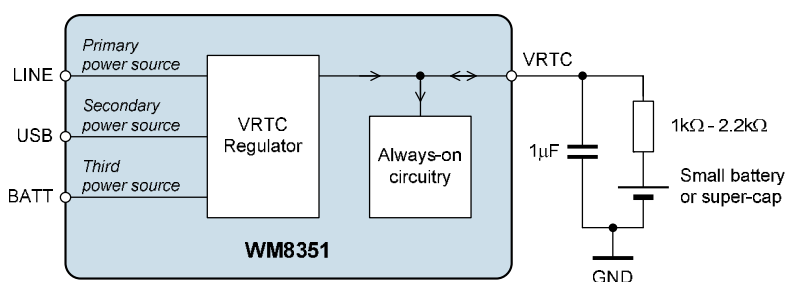 Primary
power source
LINE
Secondary
power source
USB
Third
power source
BATT
VRTC
Regulator
Always-on
circuitry
WM8351
VRTC
1µF
1kΩ - 2.2kΩ
Small battery
or super-cap
GND